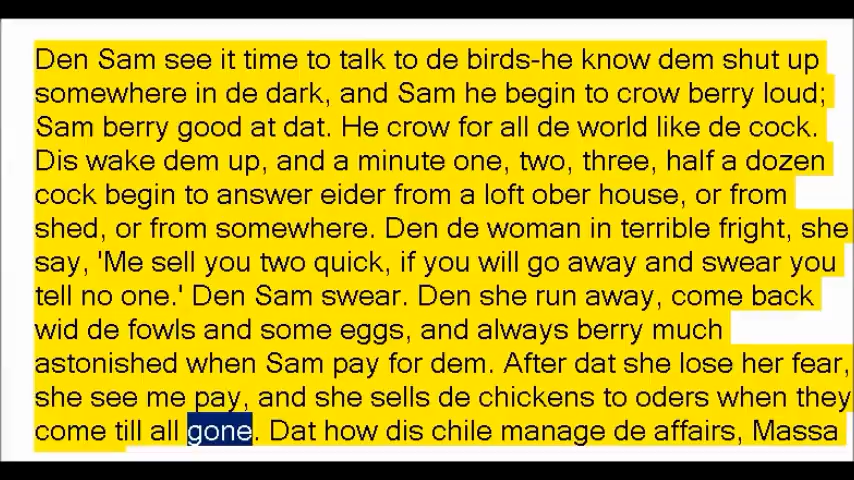 Den Sam see it time to talk to de birds-he know dem shut up
somewhere in de dark, and Sam he begin to crow berry loud;
Sam berry good at dat. He crow for all de world like de cock.
Dis wake dem up, and a minute one, two, three, half a dozen
cock begin to answer eider from a loft ober house, or from
shed, or from somewhere. Den de woman in terrible fright, she
say, 'Me sell you two quick, if you will go away and swear you
tell no one.' Den Sam swear. Den she run away, come back
wid de fowls and some eggs, and always berry much
astonished when Sam pay for dem. After dat she lose her fear,
she see me pay, and she sells de chickens to oders when they
come till all gone. Dat how dis chile manage de affairs, Massa